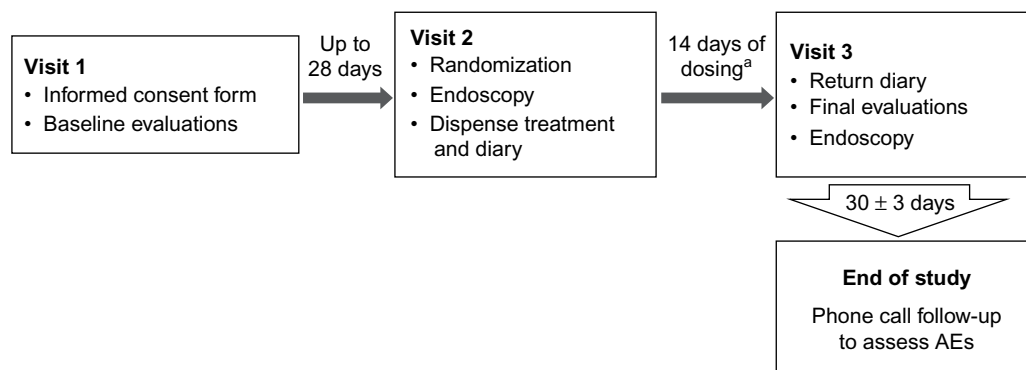 Visit 1
• Informed consent form
• Baseline evaluations
Up to
28 days
Visit 2
• Randomization
• Endoscopy
• Dispense treatment
and diary
14 days of
dosingᵃ
Visit 3
• Return diary
• Final evaluations
• Endoscopy
30 ± 3 days
End of study
Phone call follow-up
to assess AEs